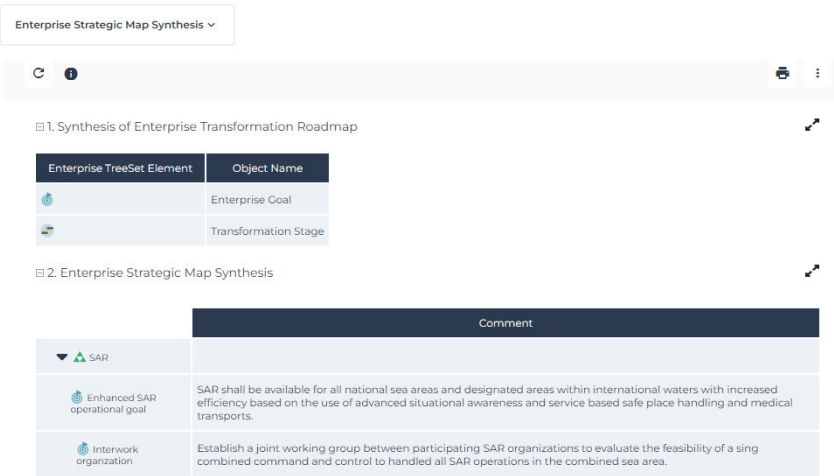 Enterprise Strategic Map Synthesis
1. Synthesis of Enterprise Transformation Roadmap
Enterprise TreeSet Element Object Name
Enterprise Goal
Transformation Stage
2. Enterprise Strategic Map Synthesis
Comment
SAR
Enhanced SAR
operational goal
SAR shall be available for all national sea areas and designated areas within international waters with increased
efficiency based on the use of advanced situational awareness and service based safe place handling and medical
transports.
Interwork
organzation
Establish a joint working group between participating SAR organizations to evaluate the feasibility of a sing
combined command and control to handled all SAR operations in the combined sea area.